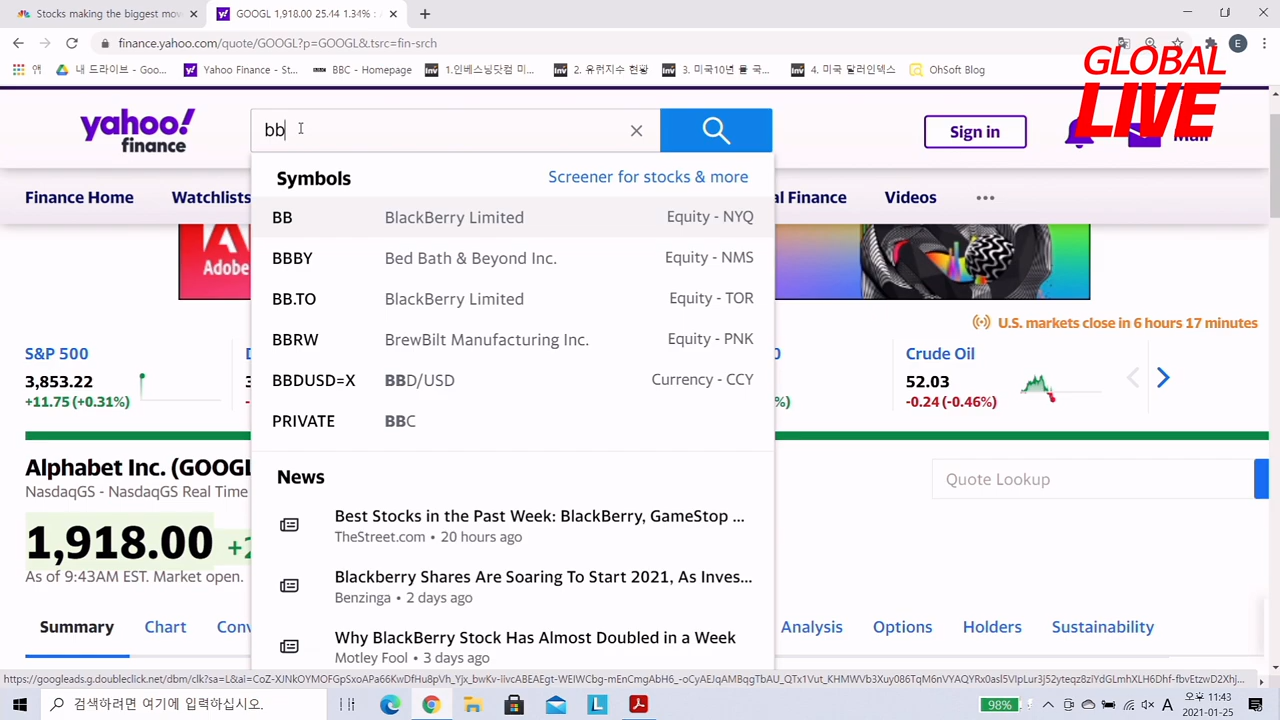 Stocks making the biggest mov
GOOGL 1,918.00 25.44 1.34% : A
finance.yahoo.com/quote/GOOGL?p=GOOGL&.tsrc=fin-srch
앱
내 드라이브 - Goo...
Yahoo Finance - St...
BBC - Homepage
1.인베스팅닷컴 미...
2. 유럽지수 현황
3. 미국10년 물 국...
4. 미국 달러인덱스
OhSoft Blog
E
GLOBAL
LIVE
yahoo!
finance
bb
Sign in
Mail
Finance Home
Watchlists
al Finance
Videos
Symbols
Screener for stocks & more
BB BlackBerry Limited Equity - NYQ
BBBY Bed Bath & Beyond Inc. Equity - NMS
BB.TO BlackBerry Limited Equity - TOR
BBRW BrewBilt Manufacturing Inc. Equity - PNK
BBDUSD=X BBD/USD Currency - CCY
PRIVATE BBC
News
Best Stocks in the Past Week: BlackBerry, GameStop ...
TheStreet.com • 20 hours ago
Blackberry Shares Are Soaring To Start 2021, As Inves...
Benzinga • 2 days ago
Why BlackBerry Stock Has Almost Doubled in a Week
Motley Fool • 3 days ago
Adobe
U.S. markets close in 6 hours 17 minutes
S&P 500
3,853.22
+11.75 (+0.31%)
Crude Oil
52.03
-0.24 (-0.46%)
Alphabet Inc. (GOOGL
NasdaqGS - NasdaqGS Real Time
Quote Lookup
1,918.00
As of 9:43AM EST. Market open.
Summary
Chart
Conv
Analysis
Options
Holders
Sustainability
검색하려면 여기에 입력하십시오.
98%
A
오후 11:43
2021-01-25